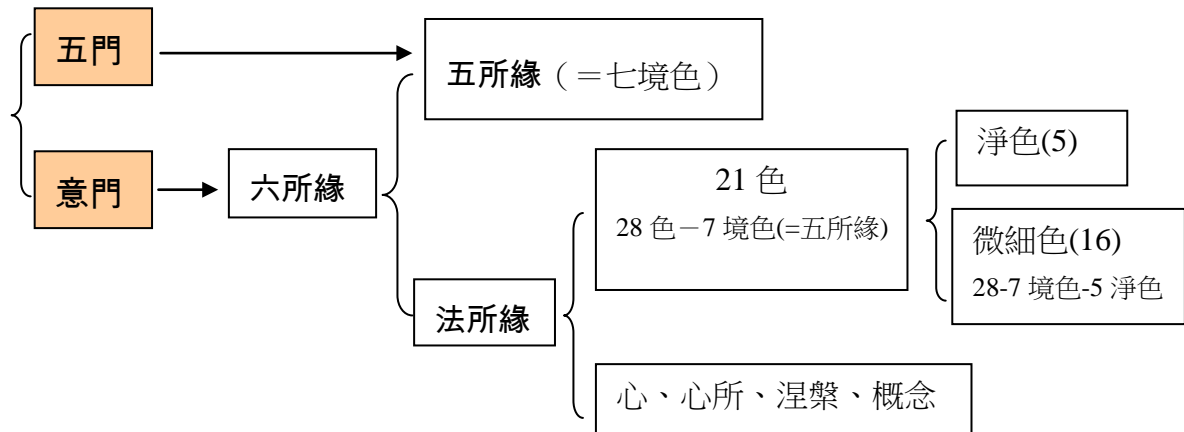 五門
五所緣（＝七境色）
意門
六所緣
法所緣
21 色
28 色－7 境色(=五所緣)
淨色(5)
微細色(16)
28-7 境色-5 淨色
心、心所、涅槃、概念